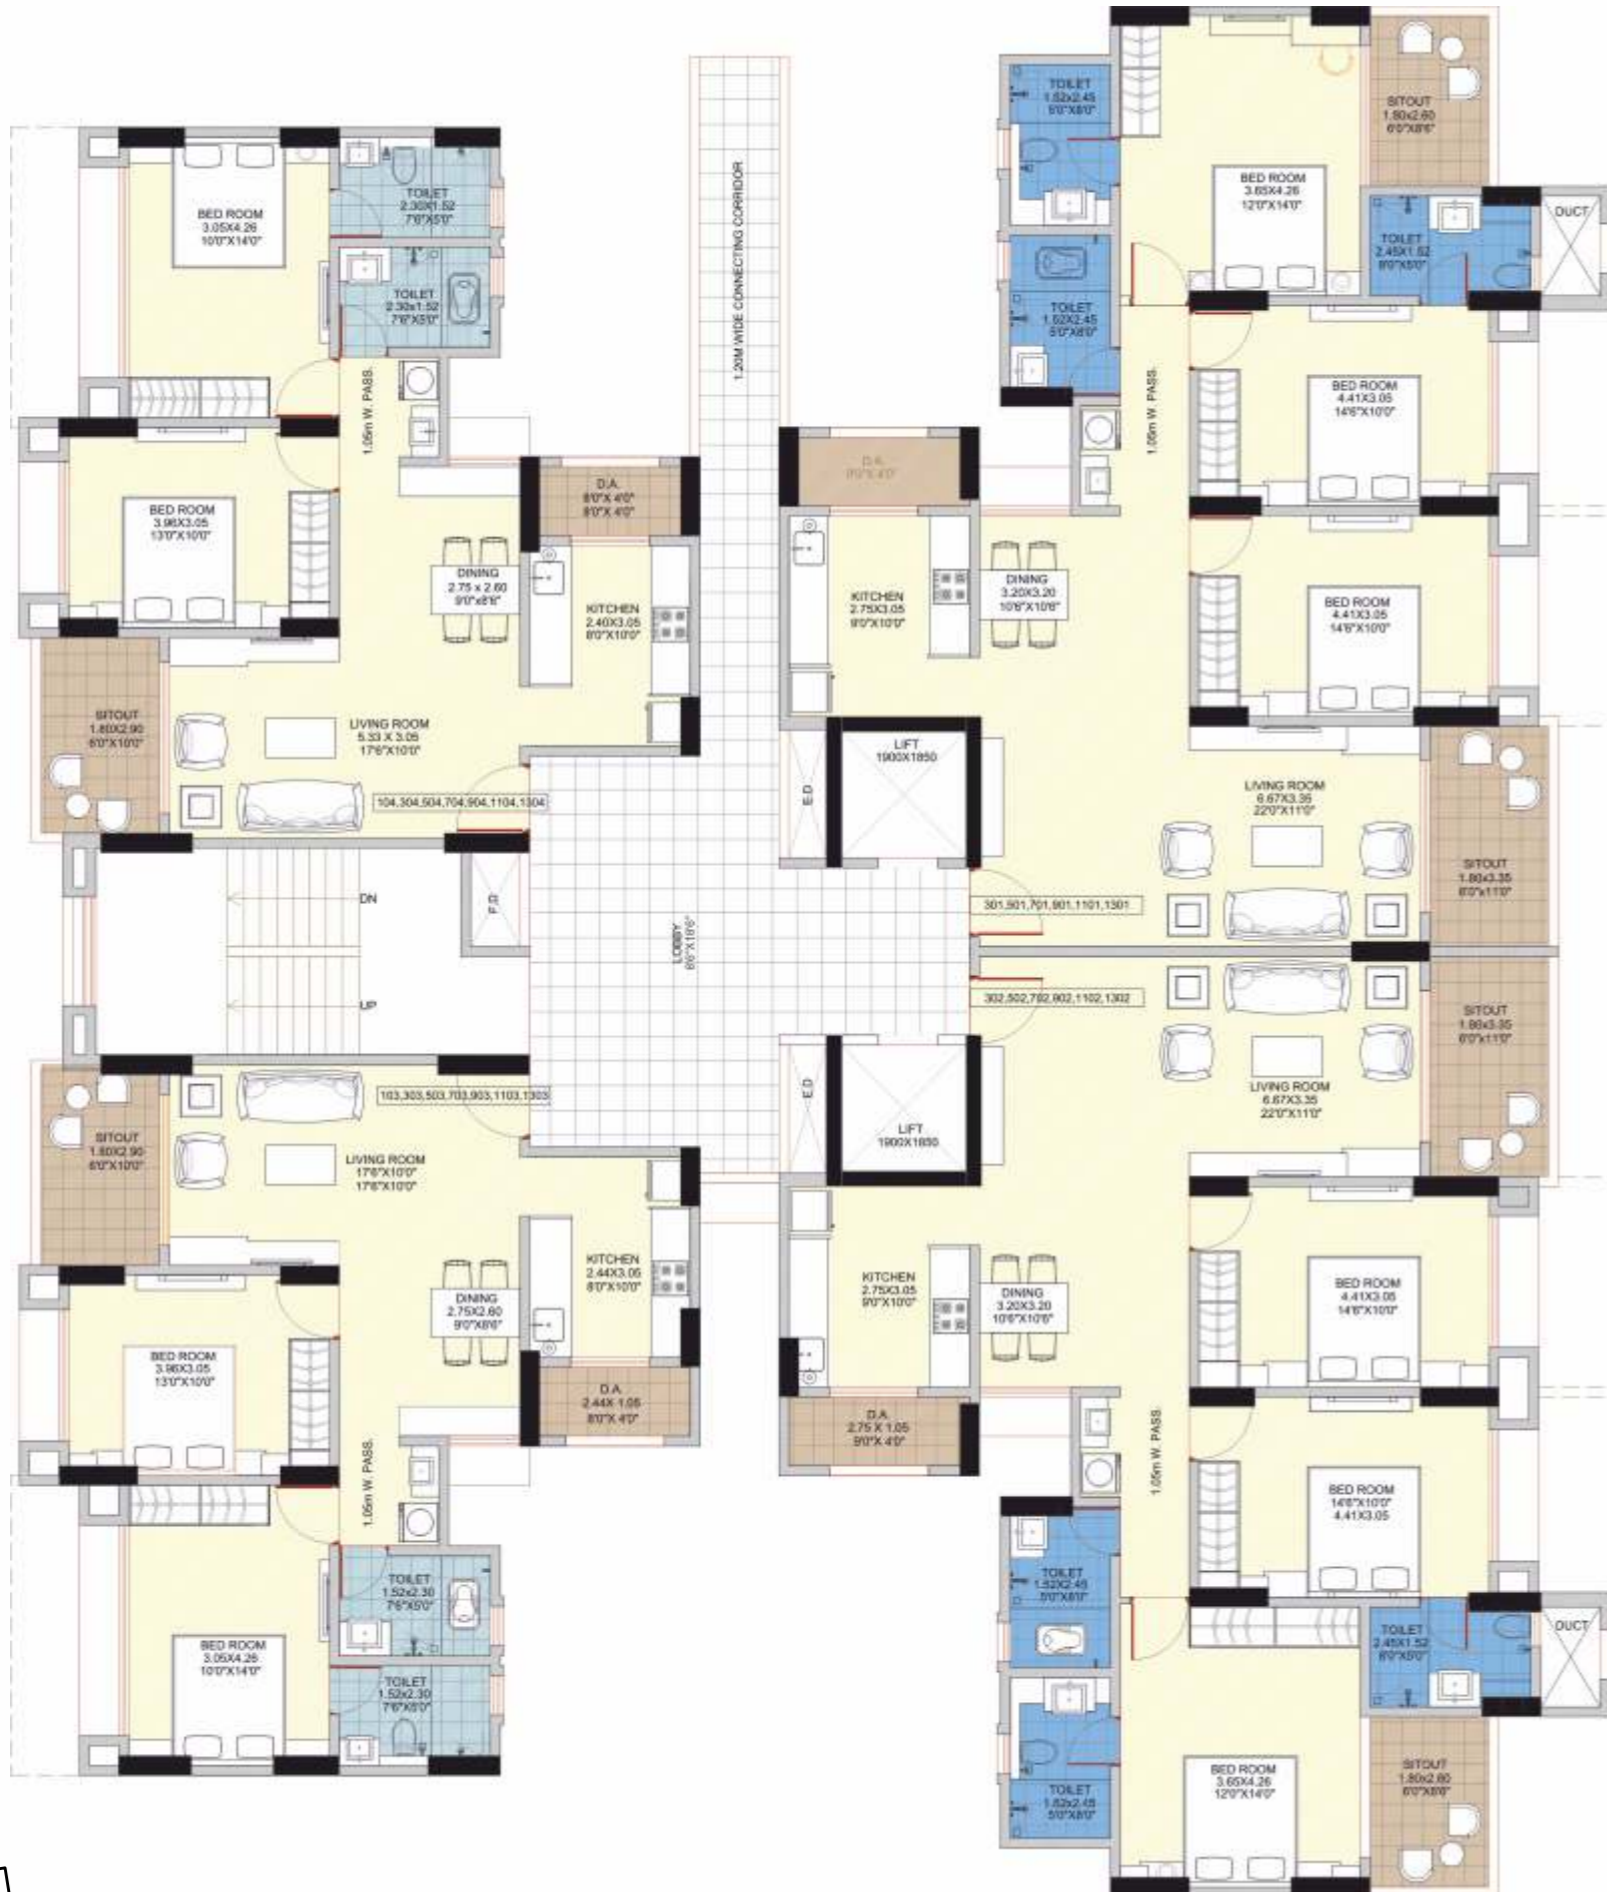 BED ROOM
3.05X4.26
10'0"X14'0"
TOILET
2.30X1.52
7'6"X5'0"
TOILET
2.30x1.52
7'6"X5'0"
1.05m W. PASS.
BED ROOM
3.96X3.05
13'0"X10'0"
D.A.
8'0"X 4'0"
8'0"X 4'0"
DINING
2.75 x 2.60
9'0"x8'6"
KITCHEN
2.40X3.05
8'0"X10'0"
SITOUT
1.80X2.90
6'0"X10'0"
LIVING ROOM
5.33 X 3.05
17'6"X10'0"
104,304,504,704,904,1104,1304
1.20M WIDE CONNECTING CORRIDOR
TOILET
1.52x2.45
5'0"X8'0"
TOILET
1.52X2.45
5'0"X8'0"
BED ROOM
3.65X4.26
12'0"X14'0"
SITOUT
1.80x2.60
6'0"X8'6"
TOILET
2.45X1.52
8'0"X5'0"
DUCT
1.05m W. PASS.
BED ROOM
4.41X3.05
14'6"X10'0"
D.A.
9'0"X 4'0"
KITCHEN
2.75X3.05
9'0"X10'0"
DINING
3.20X3.20
10'6"X10'6"
BED ROOM
4.41X3.05
14'6"X10'0"
LIFT
1900X1850
E.D
LIVING ROOM
6.67X3.35
22'0"X11'0"
SITOUT
1.80x3.35
6'0"x11'0"
301,501,701,901,1101,1301
DN
UP
F.D
LOBBY
302,502,702,902,1102,1302
LIVING ROOM
6.67X3.35
22'0"X11'0"
SITOUT
1.80x3.35
6'0"x11'0"
E.D
LIFT
1900X1850
103,303,503,703,903,1103,1303
SITOUT
1.80X2.90
6'0"X10'0"
LIVING ROOM
17'6"X10'0"
17'6"X10'0"
KITCHEN
2.44X3.05
8'0"X10'0"
DINING
2.75X2.60
9'0"X8'6"
BED ROOM
3.96X3.05
13'0"X10'0"
D.A.
2.44X 1.05
8'0"X 4'0"
1.05m W. PASS.
TOILET
1.52x2.30
7'6"X5'0"
BED ROOM
3.05X4.26
10'0"X14'0"
TOILET
1.52x2.30
7'6"X5'0"
KITCHEN
2.75X3.05
9'0"X10'0"
DINING
3.20X3.20
10'6"X10'6"
BED ROOM
4.41X3.05
14'6"X10'0"
D.A.
2.75 X 1.05
9'0"X 4'0"
1.05m W. PASS.
BED ROOM
14'6"X10'0"
4.41X3.05
TOILET
1.52X2.45
5'0"X8'0"
TOILET
2.45X1.52
8'0"X5'0"
DUCT
BED ROOM
3.65X4.26
12'0"X14'0"
SITOUT
1.80x2.60
6'0"X8'6"
TOILET
1.52x2.45
5'0"X8'0"